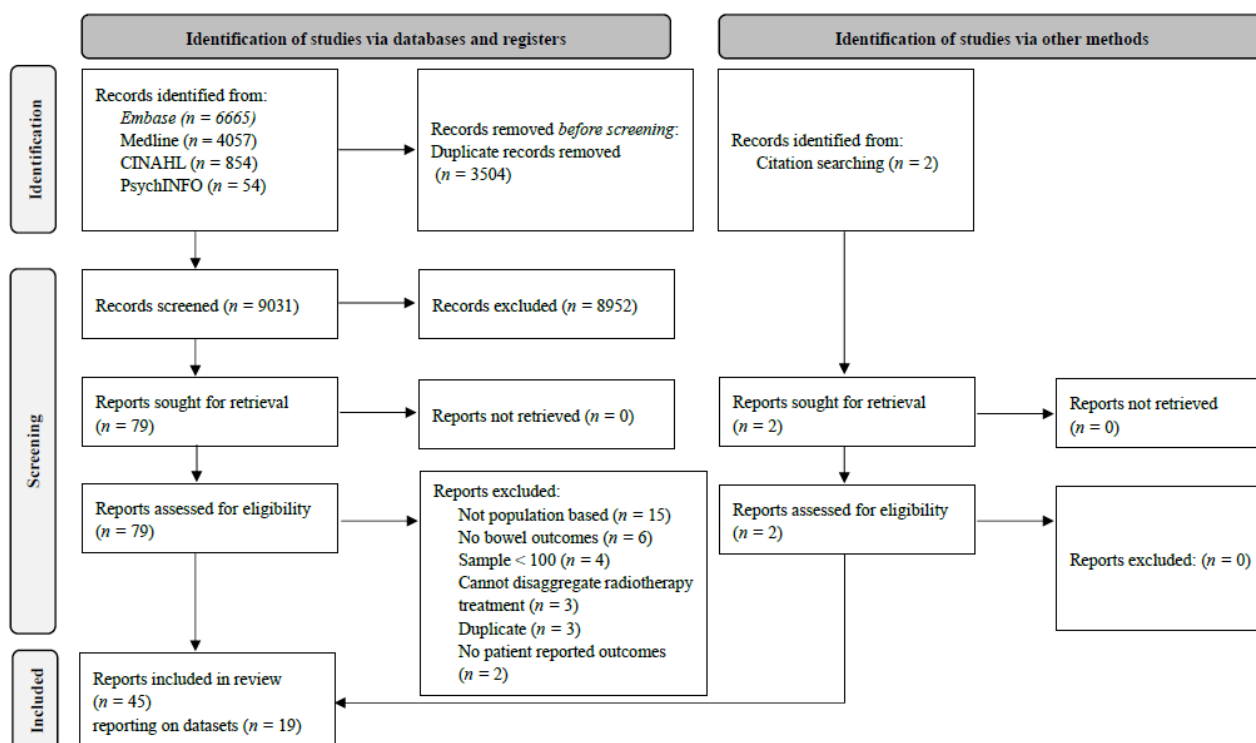 Identification of studies via databases and registers
Identification of studies via other methods
Identification
Records identified from:
Embase (n = 6665)
Medline (n = 4057)
CINAHL (n = 854)
PsychINFO (n = 54)
Records removed before screening:
Duplicate records removed
(n = 3504)
Records identified from:
Citation searching (n = 2)
Screening
Records screened (n = 9031)
Records excluded (n = 8952)
Reports sought for retrieval
(n = 79)
Reports not retrieved (n = 0)
Reports sought for retrieval
(n = 2)
Reports not retrieved
(n = 0)
Reports assessed for eligibility
(n = 79)
Reports excluded:
Not population based (n = 15)
No bowel outcomes (n = 6)
Sample < 100 (n = 4)
Cannot disaggregate radiotherapy
treatment (n = 3)
Duplicate (n = 3)
No patient reported outcomes
(n = 2)
Reports assessed for eligibility
(n = 2)
Reports excluded: (n = 0)
Included
Reports included in review
(n = 45)
reporting on datasets (n = 19)